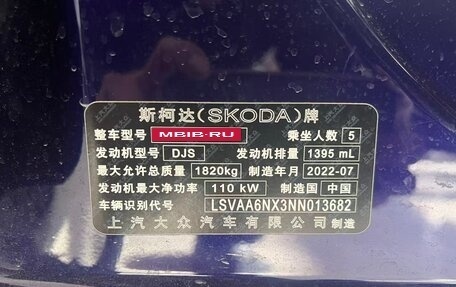 斯柯达(SKODA)牌
整车型号 MBIB-RU 乘坐人数 5
发动机型号 DJS 发动机排量 1395 mL
最大允许总质量 1820kg 制造年月 2022-07
发动机最大净功率 110 kW 制造国 中国
车辆识别代号 LSVAA6NX3NN013682
上汽大众汽车有限公司制造